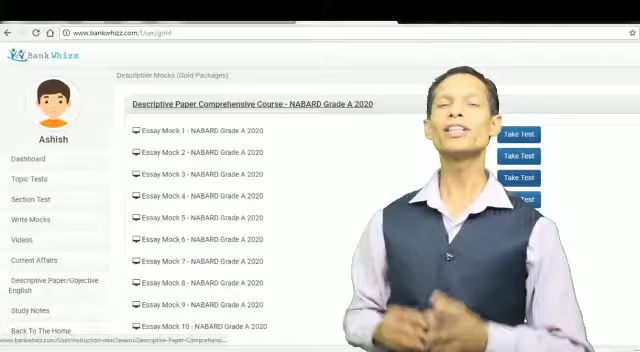 www.bankwhizz.com/User/gold
Bank Whizz
Descriptive Mocks (Gold Packages)
Ashish
Dashboard
Topic Tests
Section Test
Write Mocks
Videos
Current Affairs
Descriptive Paper/Objective
English
Study Notes
Back To The Home
Descriptive Paper Comprehensive Course - NABARD Grade A 2020
Essay Mock 1 - NABARD Grade A 2020
Take Test
Essay Mock 2 - NABARD Grade A 2020
Take Test
Essay Mock 3 - NABARD Grade A 2020
Take Test
Essay Mock 4 - NABARD Grade A 2020
Test
Essay Mock 5 - NABARD Grade A 2020
Essay Mock 6 - NABARD Grade A 2020
Essay Mock 7 - NABARD Grade A 2020
Essay Mock 8 - NABARD Grade A 2020
Essay Mock 9 - NABARD Grade A 2020
Essay Mock 10 - NABARD Grade A 2020